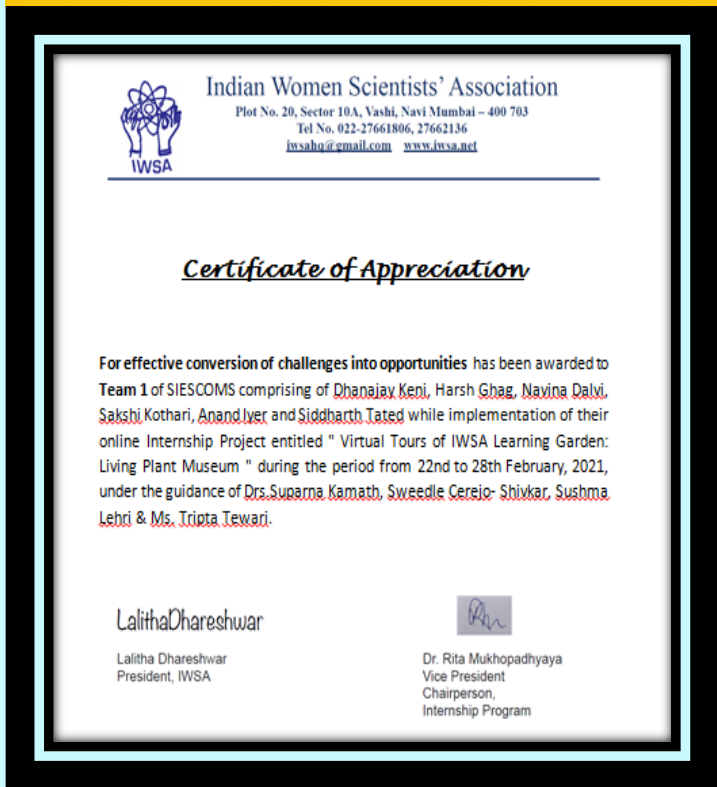 Indian Women Scientists' Association
Plot No. 20, Sector 10A, Vashi, Navi Mumbai – 400 703
Tel No. 022-27661806, 27662136
iwsahq@gmail.com www.iwsa.net
IWSA
Certificate of Appreciation
For effective conversion of challenges into opportunities has been awarded to
Team 1 of SIESCOMS comprising of Dhanajay Keni, Harsh Ghag, Navina Dalvi,
Sakshi Kothari, Anand Iyer and Siddharth Tated while implementation of their
online Internship Project entitled " Virtual Tours of IWSA Learning Garden:
Living Plant Museum " during the period from 22nd to 28th February, 2021,
under the guidance of Drs.Suparna Kamath, Sweedle Cerejo- Shivkar, Sushma
Lehri & Ms. Tripta Tewari.
LalithaDhareshwar
Lalitha Dhareshwar
President, IWSA
Dr. Rita Mukhopadhyaya
Vice President
Chairperson,
Internship Program